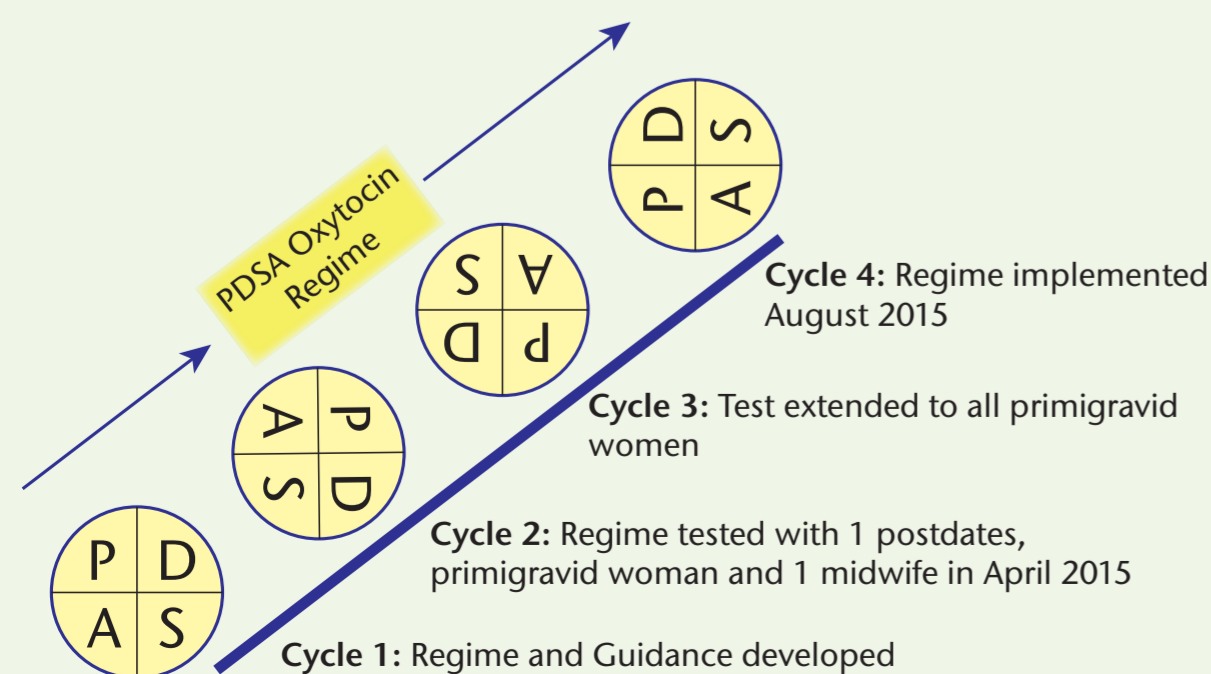 PDSA Oxytocin
Regime
P D
A S
A P
S D
S A
D P
D S
P A
Cycle 4: Regime implemented
August 2015
Cycle 3: Test extended to all primigravid
women
Cycle 2: Regime tested with 1 postdates,
primigravid woman and 1 midwife in April 2015
Cycle 1: Regime and Guidance developed